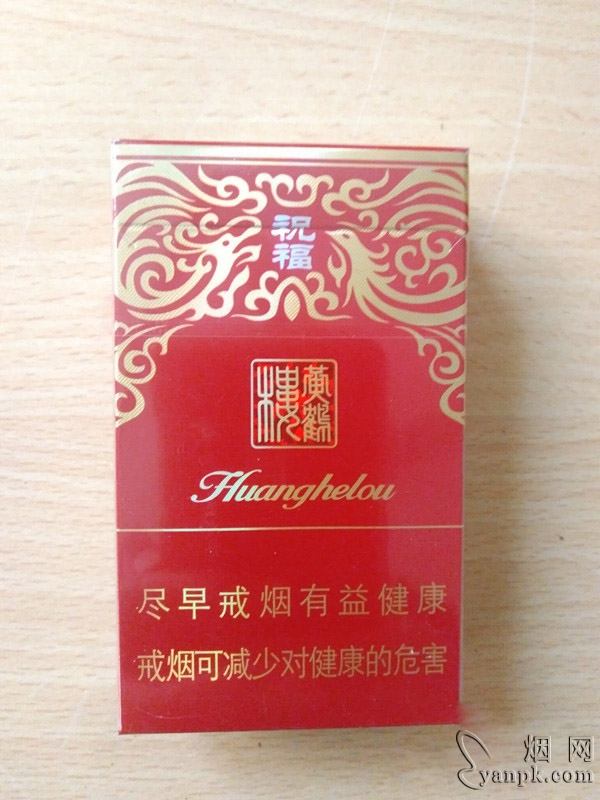 祝
福
黄鹤楼
Huanghelou
尽早戒烟有益健康
戒烟可减少对健康的危害
烟网
yanpk.com